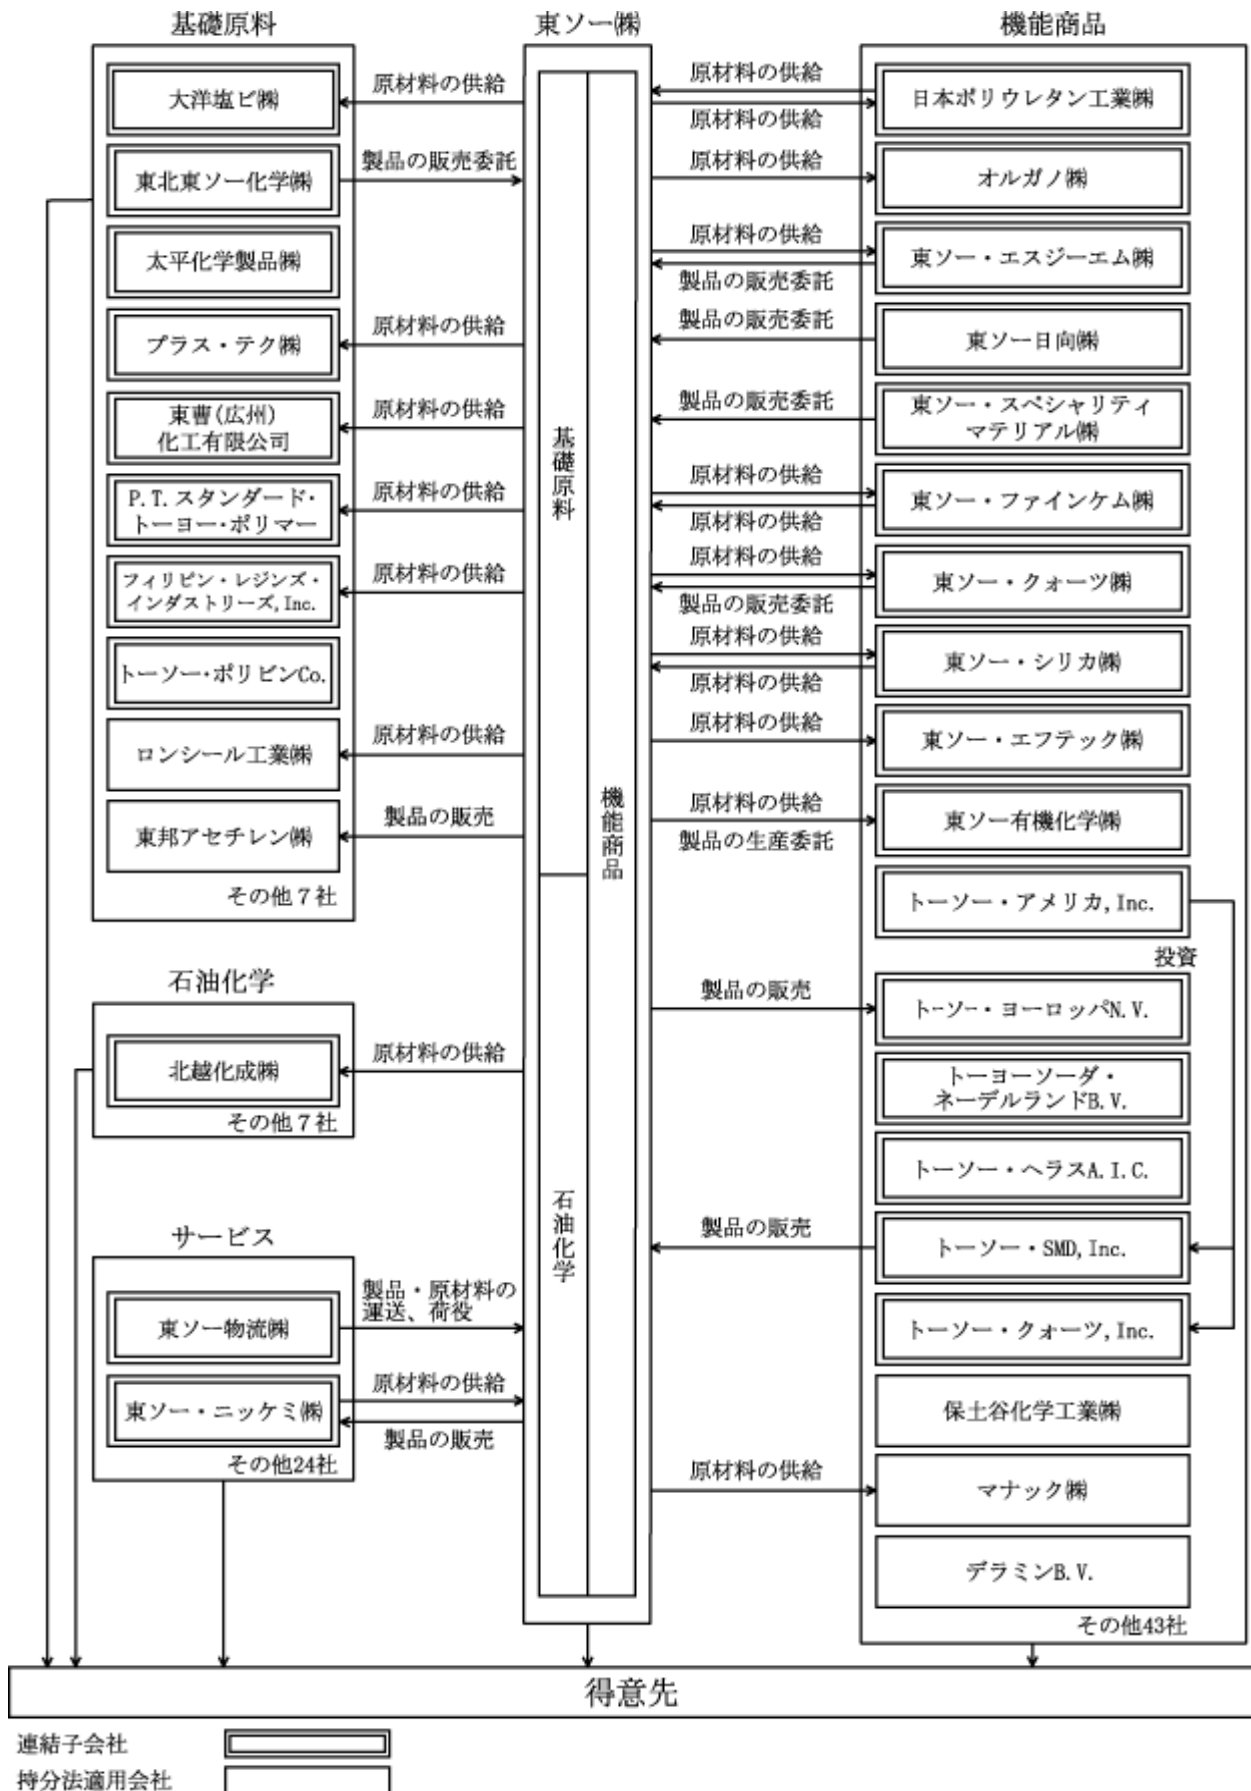 基礎原料
東ソー㈱
機能商品
大洋塩ビ㈱
東北東ソー化学㈱
太平化学製品㈱
プラス・テク㈱
東曹(広州)
化工有限公司
P.T.スタンダード・
トーヨー・ポリマー
フィリピン・レジンズ・
インダストリーズ,Inc.
トーソー・ポリビンCo.
ロンシール工業㈱
東邦アセチレン㈱
その他７社
原材料の供給
製品の販売委託
原材料の供給
原材料の供給
原材料の供給
原材料の供給
原材料の供給
製品の販売
石油化学
北越化成㈱
その他７社
原材料の供給
サービス
東ソー物流㈱
東ソー・ニッケミ㈱
その他24社
製品・原材料の
運送、荷役
原材料の供給
製品の販売
基礎原料
機能商品
石油化学
原材料の供給
原材料の供給
原材料の供給
原材料の供給
製品の販売委託
製品の販売委託
製品の販売委託
原材料の供給
原材料の供給
原材料の供給
製品の販売委託
原材料の供給
原材料の供給
原材料の供給
原材料の供給
製品の生産委託
製品の販売
製品の販売
原材料の供給
日本ポリウレタン工業㈱
オルガノ㈱
東ソー・エスジーエム㈱
東ソー日向㈱
東ソー・スペシャリティ
マテリアル㈱
東ソー・ファインケム㈱
東ソー・クォーツ㈱
東ソー・シリカ㈱
東ソー・エフテック㈱
東ソー有機化学㈱
トーソー・アメリカ,Inc.
投資
トーソー・ヨーロッパN.V.
トーヨーソーダ・
ネーデルランドB.V.
トーソー・ヘラスA.I.C.
トーソー・SMD,Inc.
トーソー・クォーツ,Inc.
保土谷化学工業㈱
マナック㈱
デラミンB.V.
その他43社
得意先
連結子会社
持分法適用会社